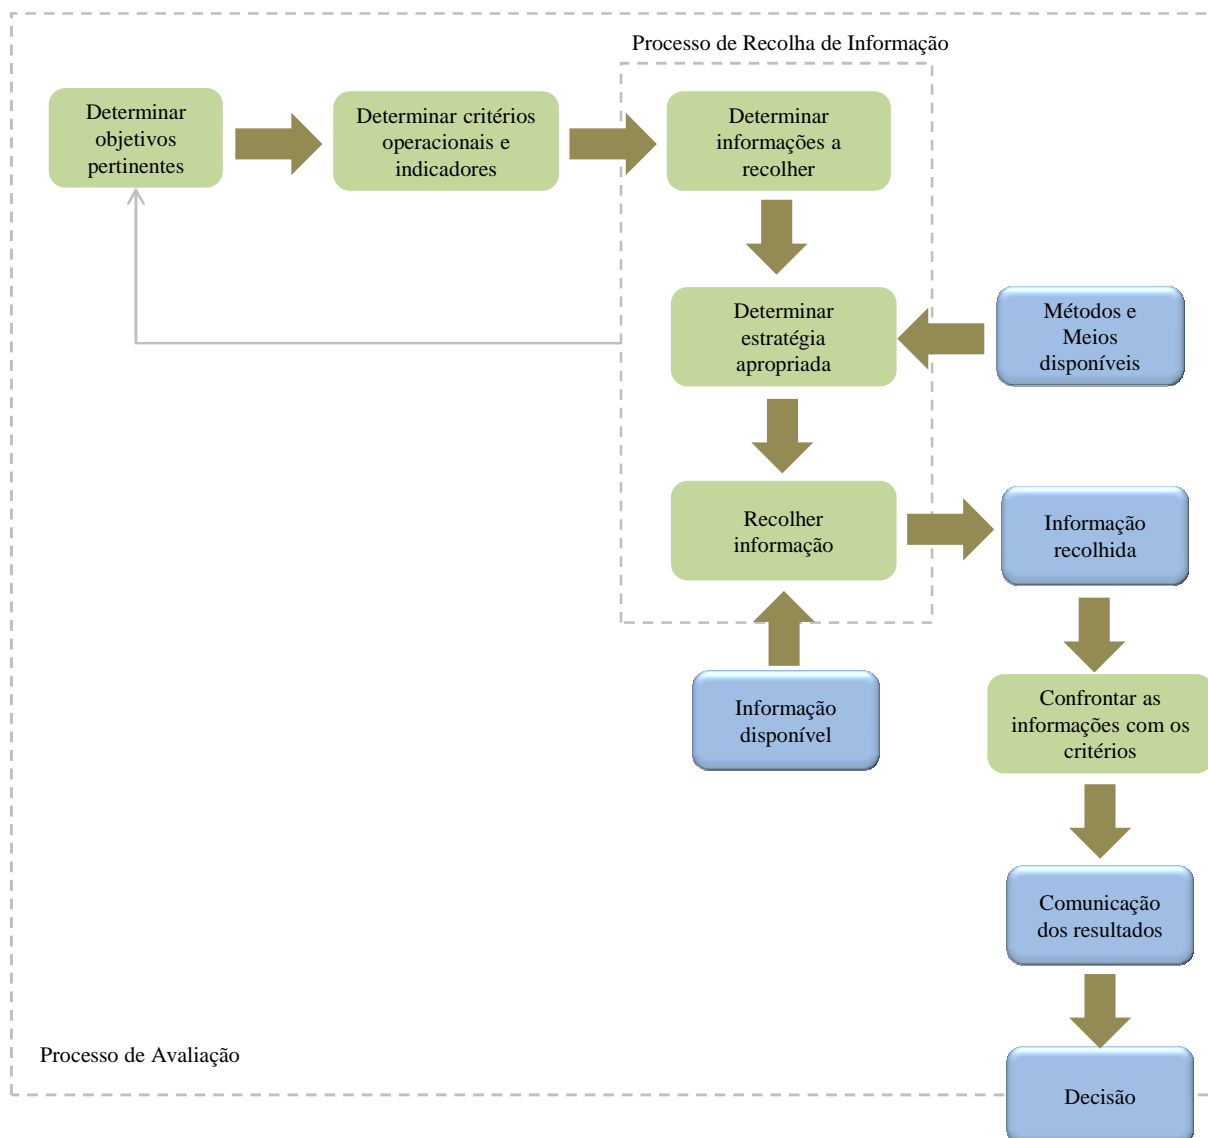 Processo de Recolha de Informação
Determinar
objetivos
pertinentes
Determinar critérios
operacionais e
indicadores
Determinar
informações a
recolher
Determinar
estratégia
apropriada
Métodos e
Meios
disponíveis
Recolher
informação
Informação
recolhida
Informação
disponível
Confrontar as
informações com os
critérios
Comunicação
dos resultados
Processo de Avaliação
Decisão